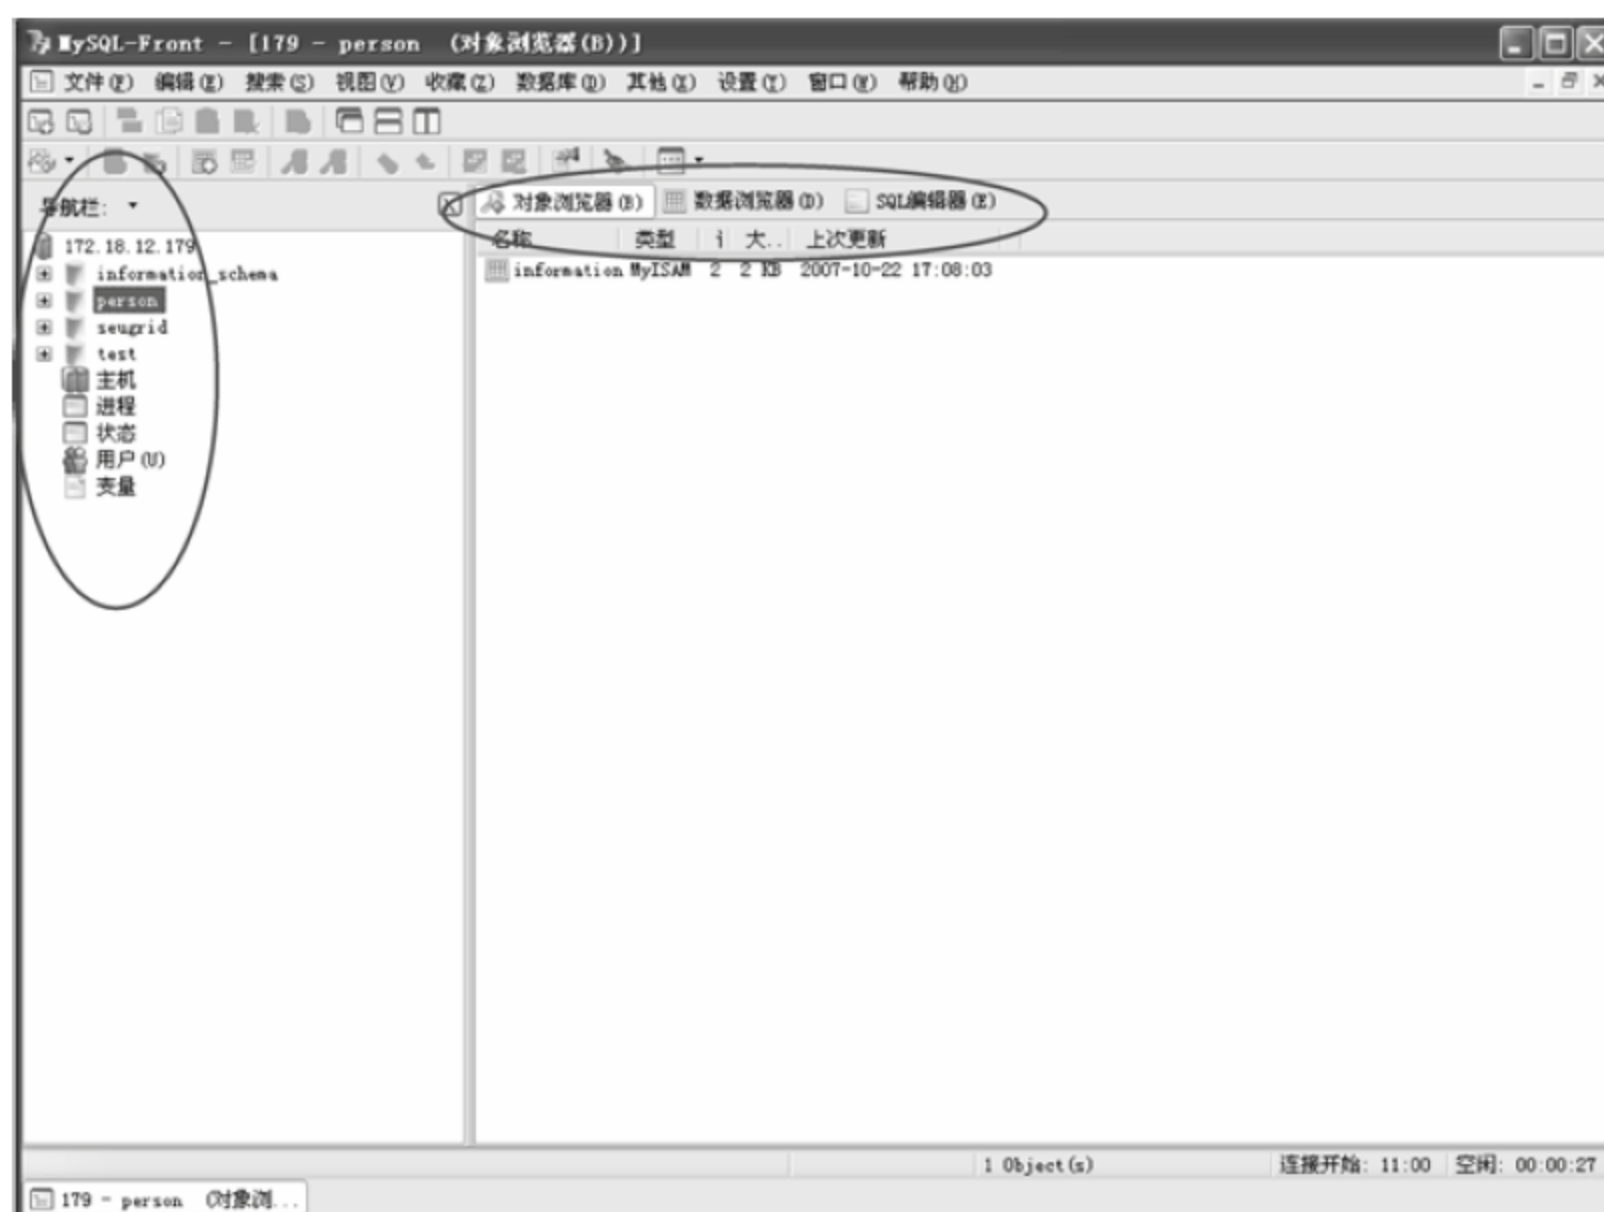 MySQL-Front - [179 - person (对象浏览器(B))]
文件(F) 编辑(E) 搜索(S) 视图(V) 收藏(Z) 数据库(D) 其他(X) 设置(T) 窗口(W) 帮助(H)
导航栏:
对象浏览器(B) 数据浏览器(D) SQL编辑器(E)
名称 类型 大.. 上次更新
172.18.12.179
information MyISAM 2 2 KB 2007-10-22 17:08:03
information_schema
person
seugrid
test
主机
进程
状态
用户(U)
变量
1 Object(s) 连接开始: 11:00 空闲: 00:00:27
179 - person (对象浏...